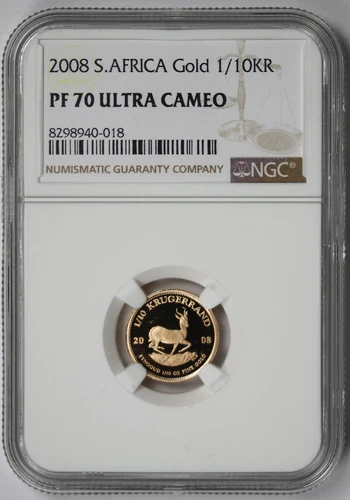 2008 S.AFRICA Gold 1/10KR
PF 70 ULTRA CAMEO
8298940-018
NUMISMATIC GUARANTY COMPANY NGC
1/10 KRUGERRAND
20 08
FYNGOUD 1/10 OZ FINE GOLD